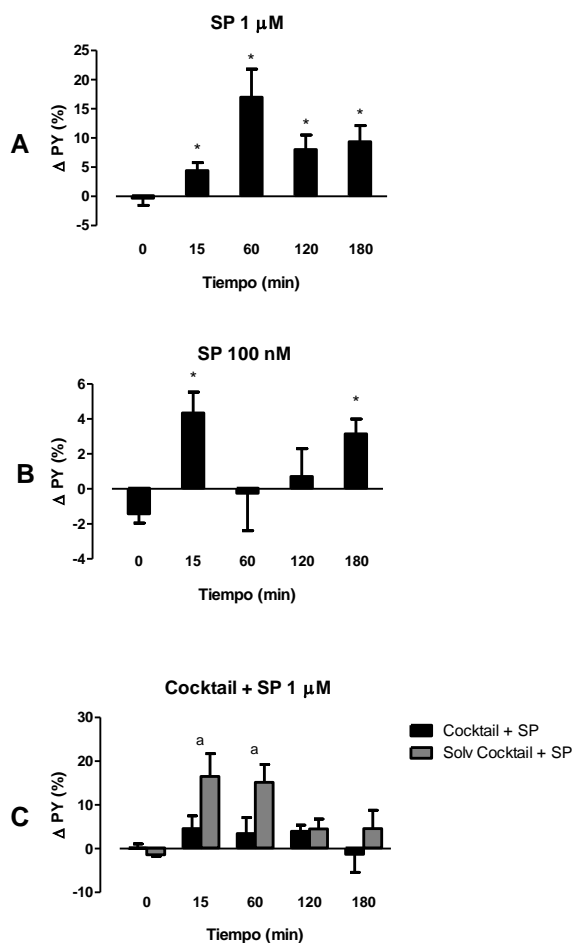 SP 1 μM
A
Δ PY (%)
25
20
15
10
5
0
-5
*
*
*
*
0 15 60 120 180
Tiempo (min)
SP 100 nM
B
Δ PY (%)
6
4
2
0
-2
-4
*
*
0 15 60 120 180
Tiempo (min)
Cocktail + SP 1 μM
C
Δ PY (%)
30
20
10
0
-10
a
a
Cocktail + SP
Solv Cocktail + SP
0 15 60 120 180
Tiempo (min)